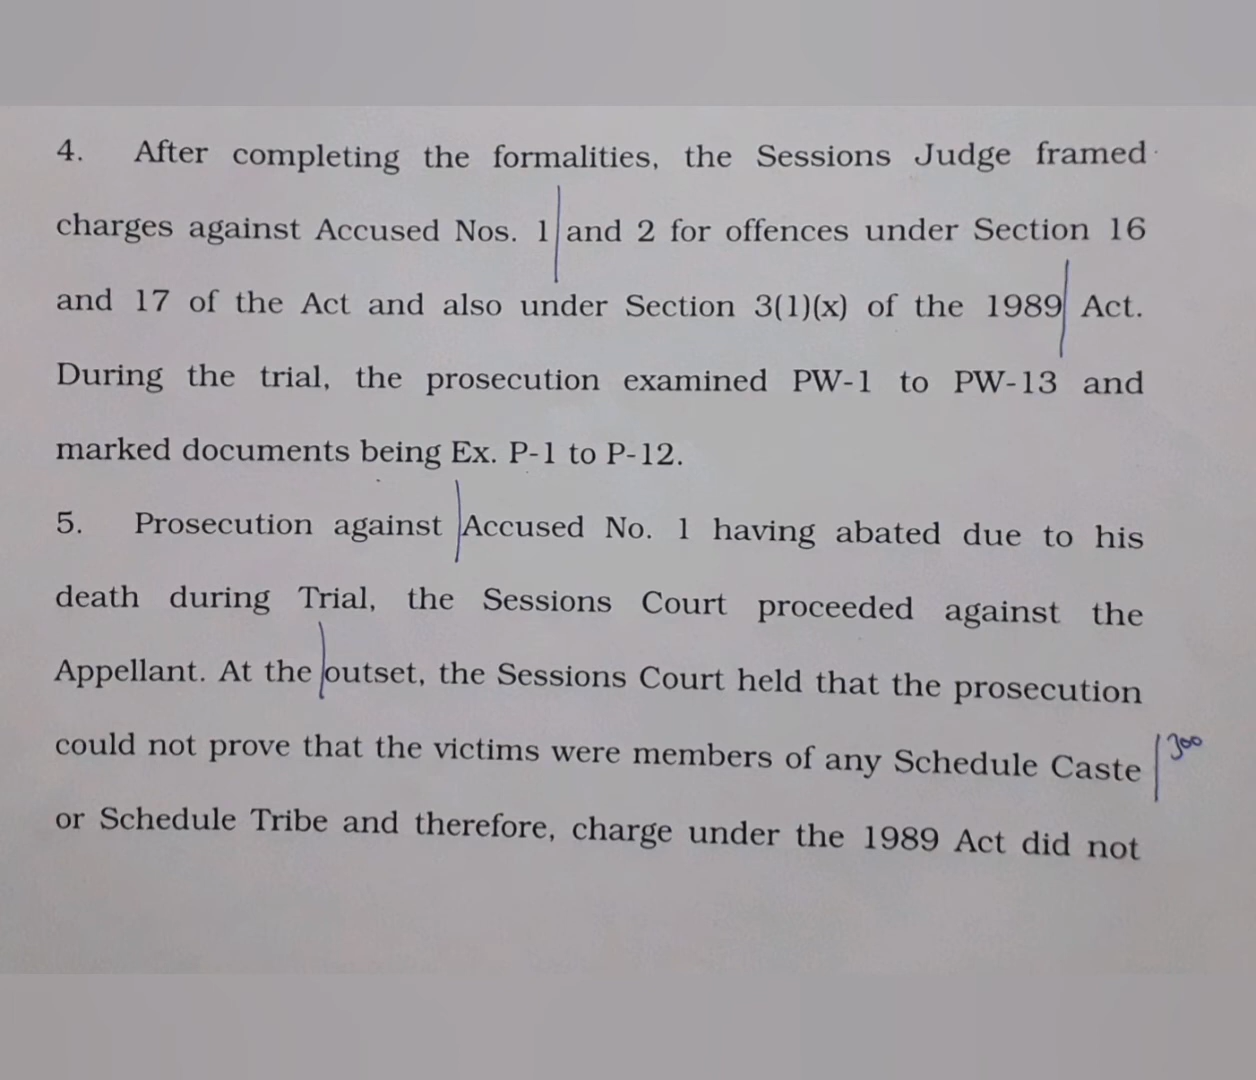 4. After completing the formalities, the Sessions Judge framed
charges against Accused Nos. 1 and 2 for offences under Section 16
and 17 of the Act and also under Section 3(1)(x) of the 1989 Act.
During the trial, the prosecution examined PW-1 to PW-13 and
marked documents being Ex. P-1 to P-12.
5. Prosecution against Accused No. 1 having abated due to his
death during Trial, the Sessions Court proceeded against the
Appellant. At the outset, the Sessions Court held that the prosecution
could not prove that the victims were members of any Schedule Caste
300
or Schedule Tribe and therefore, charge under the 1989 Act did not